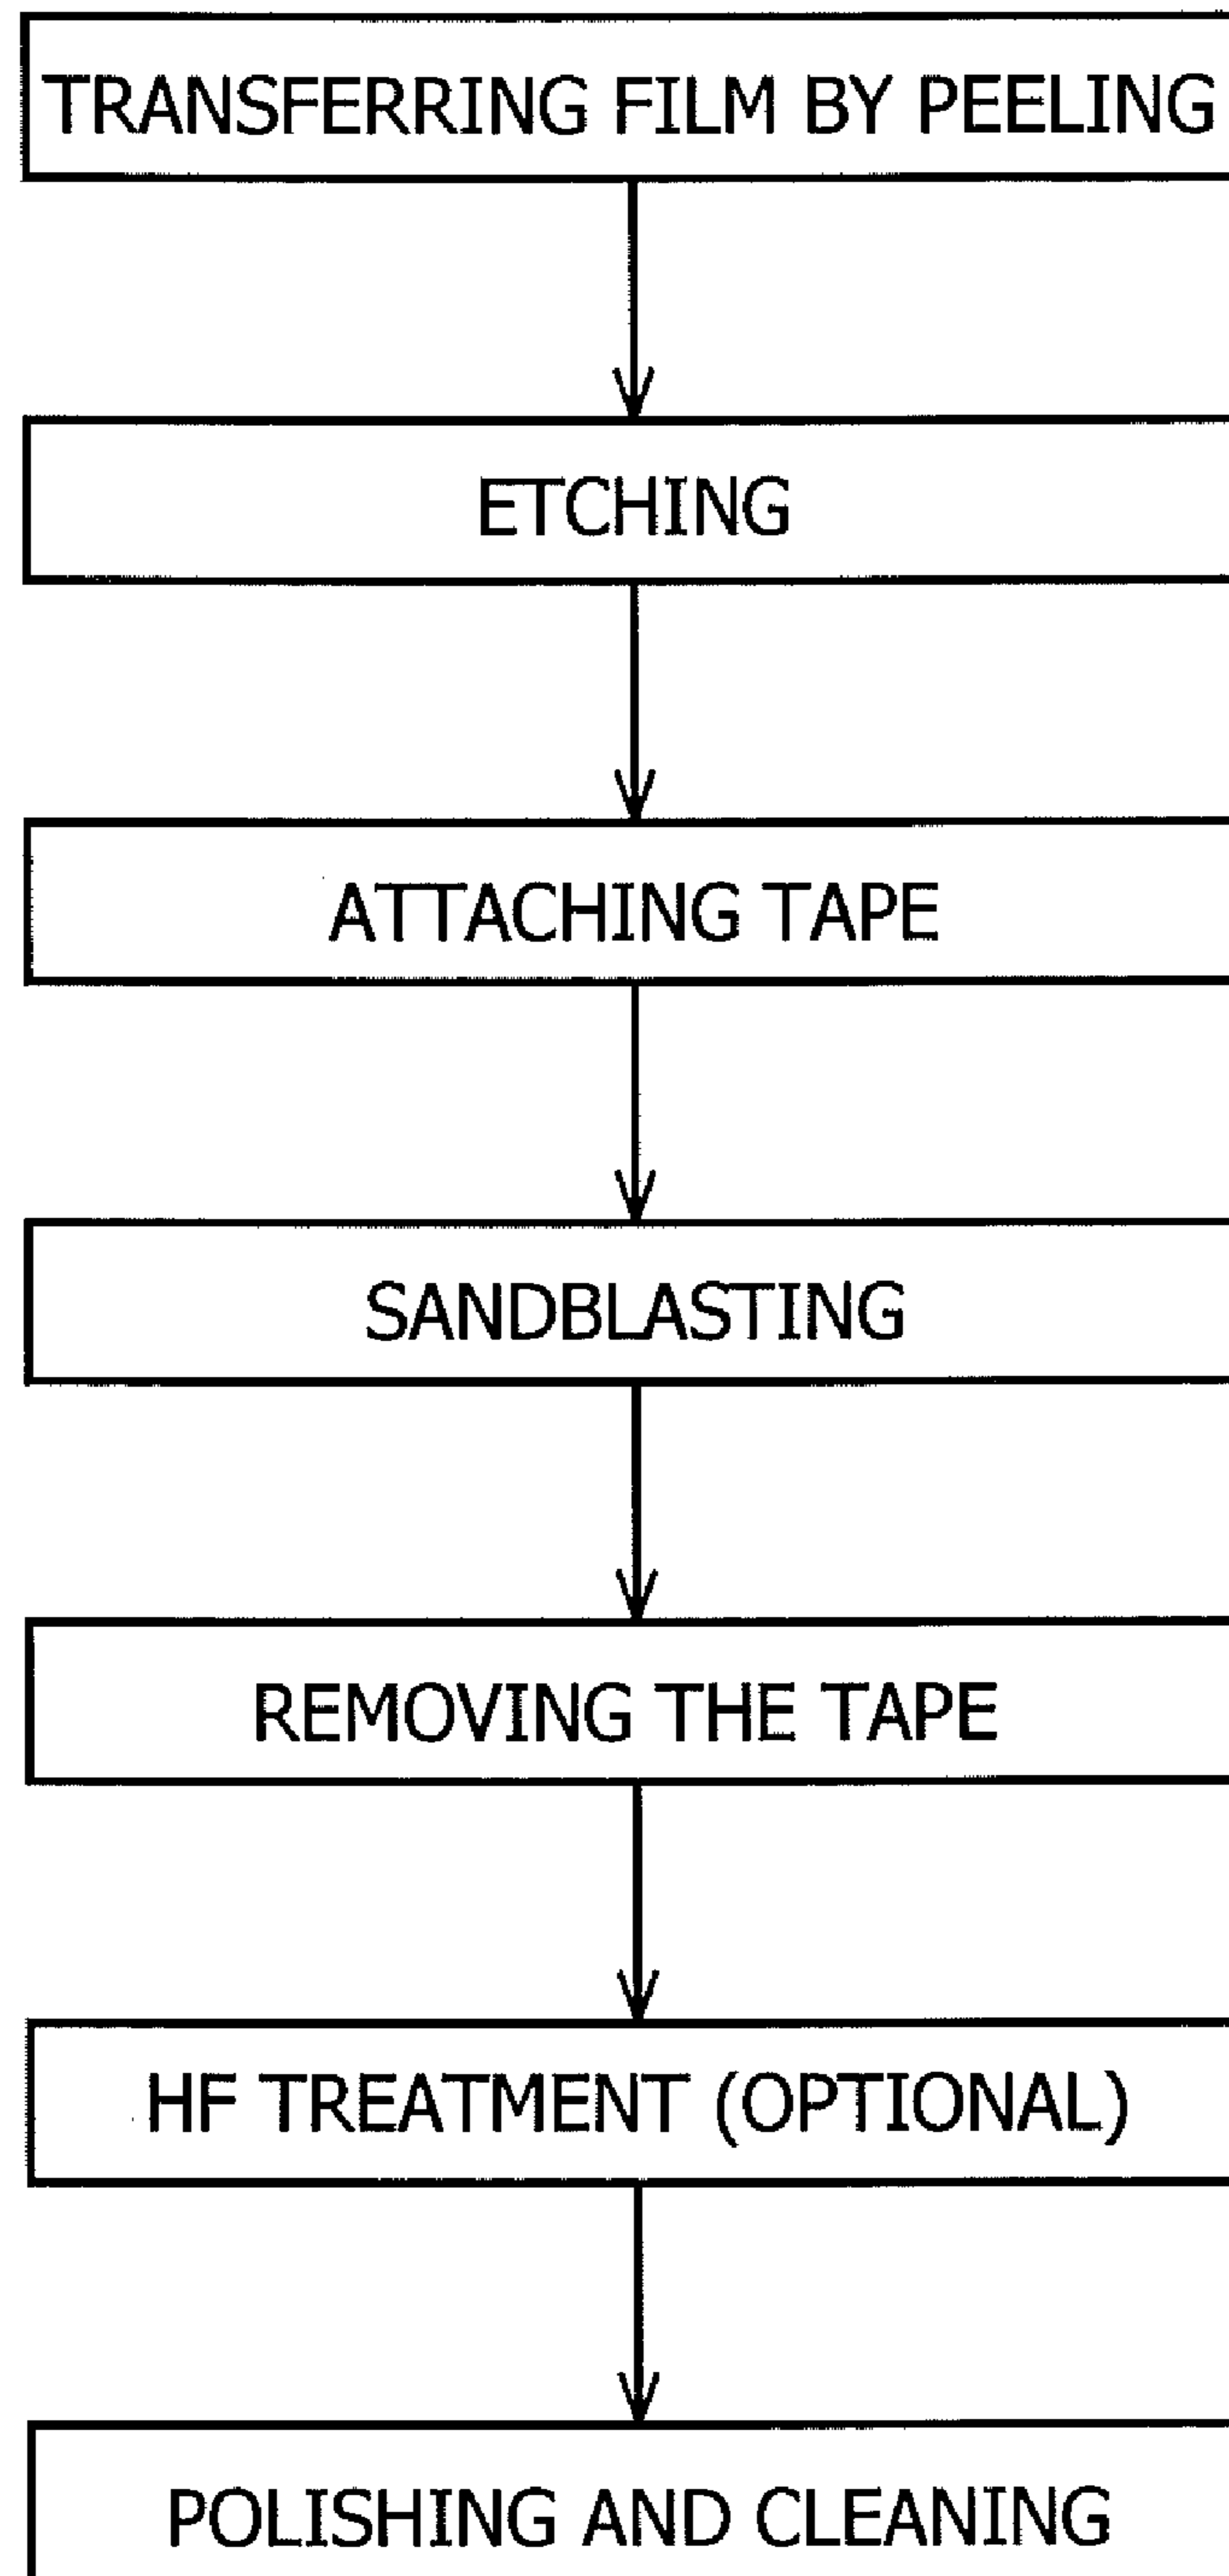 TRANSFERRING FILM BY PEELING
ETCHING
ATTACHING TAPE
SANDBLASTING
REMOVING THE TAPE
HF TREATMENT (OPTIONAL)
POLISHING AND CLEANING